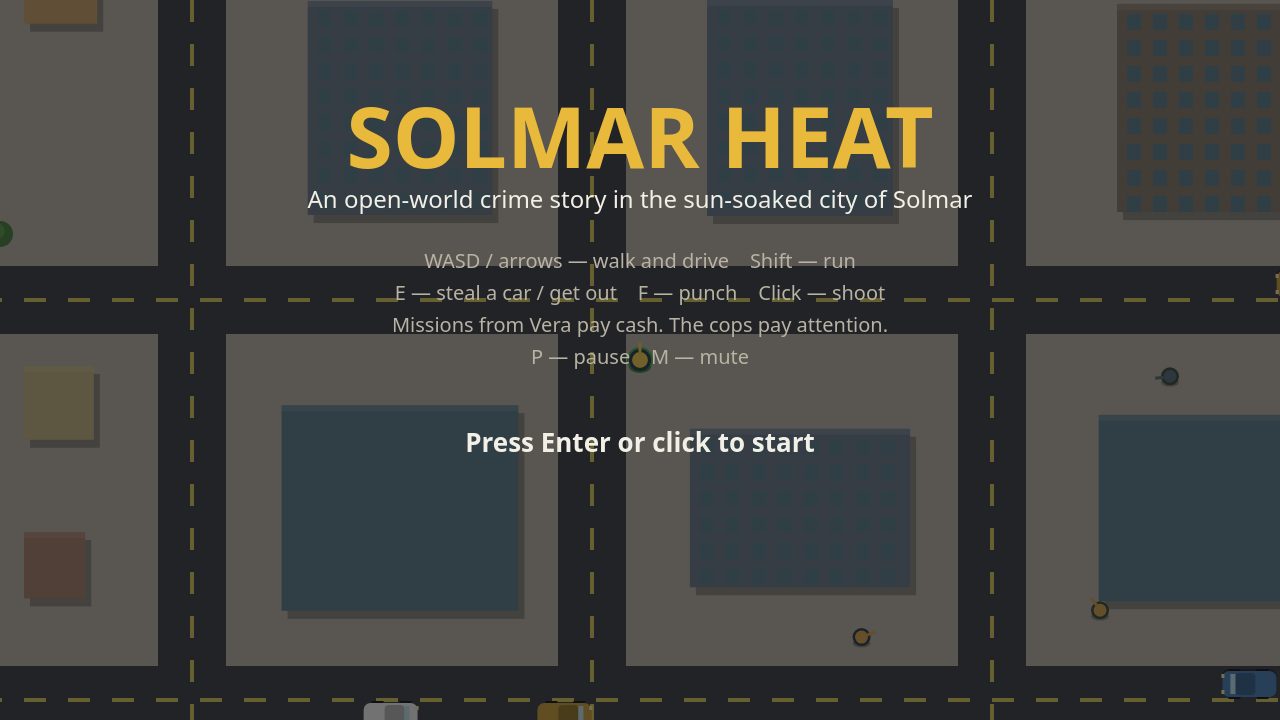 SOLMAR HEAT
An open-world crime story in the sun-soaked city of Solmar
WASD / arrows — walk and drive Shift — run
E — steal a car / get out F — punch Click — shoot
Missions from Vera pay cash. The cops pay attention.
P — pause M — mute
Press Enter or click to start